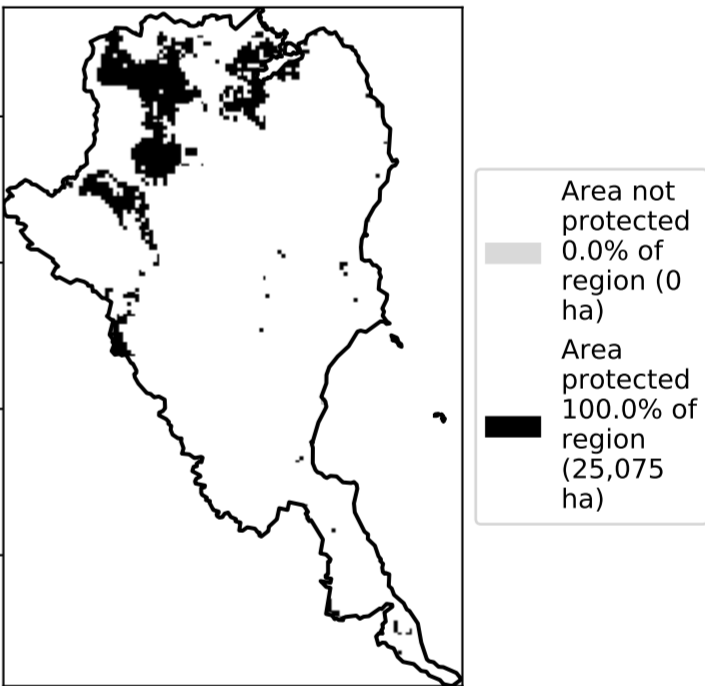 Area not
protected
0.0% of
region (0
ha)
Area
protected
100.0% of
region
(25,075
ha)